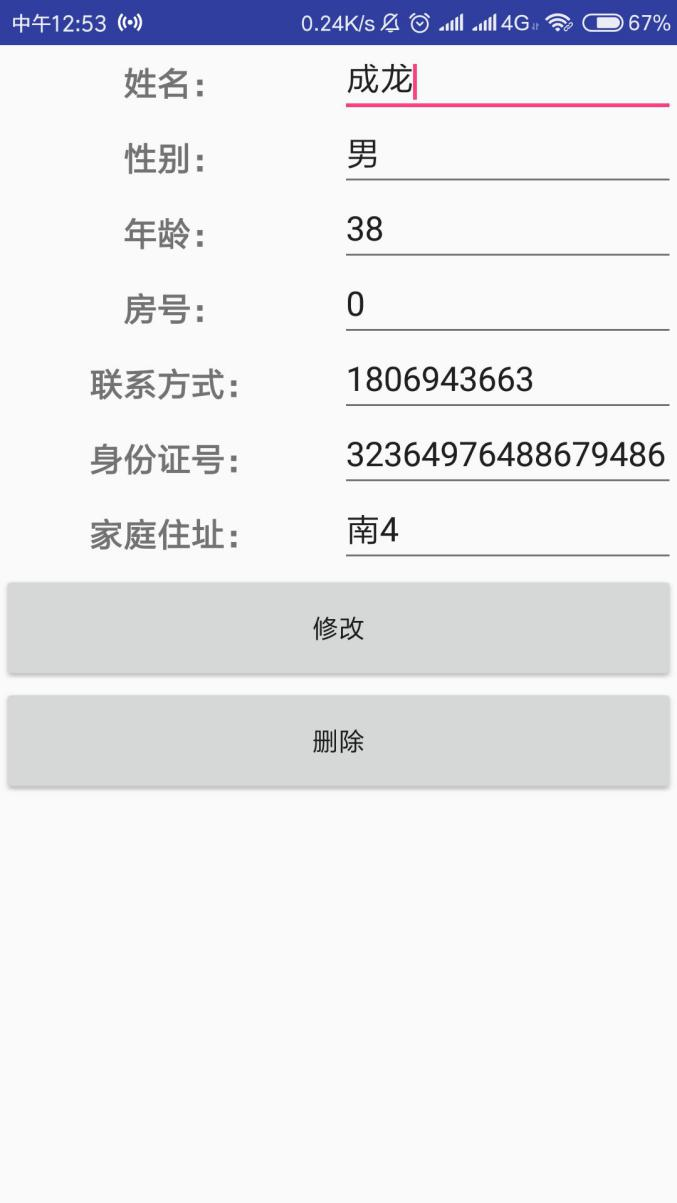 中午12:53 0.24K/s 4G 67%
姓名: 成龙
性别: 男
年龄: 38
房号: 0
联系方式: 1806943663
身份证号: 32364976488679486
家庭住址: 南4
修改
删除